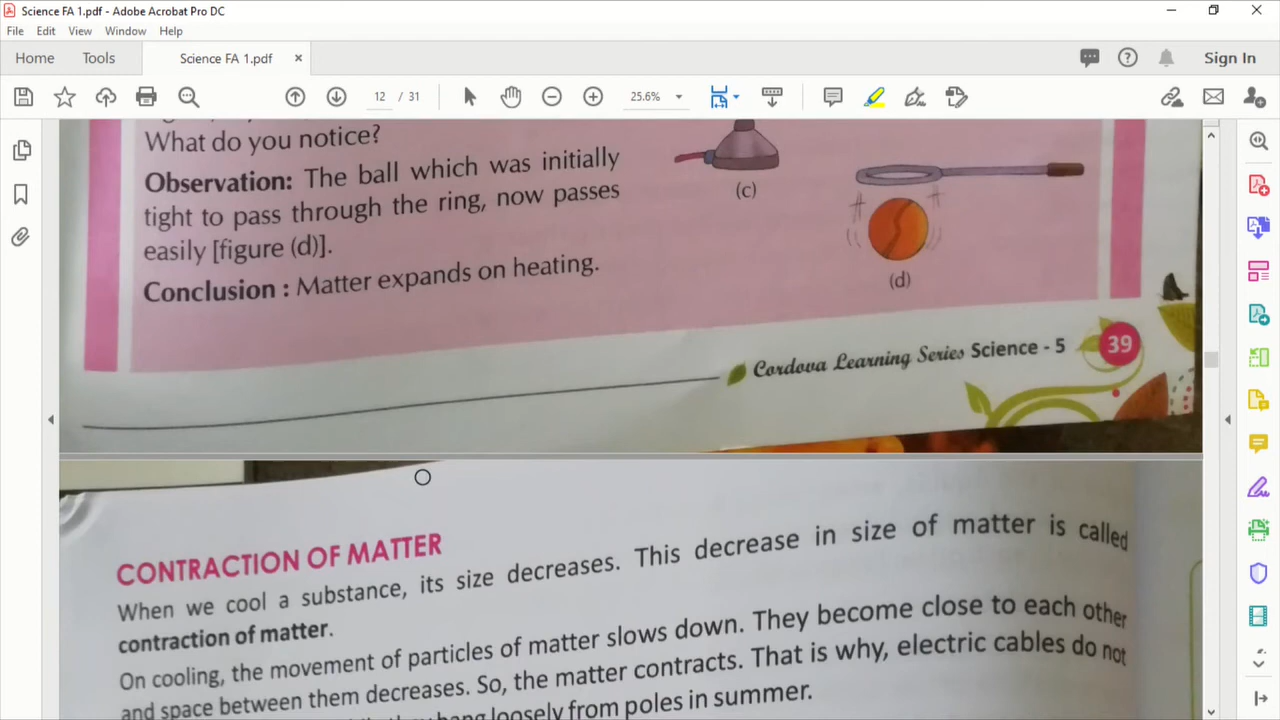 Science FA 1.pdf - Adobe Acrobat Pro DC
File Edit View Window Help
Home Tools Science FA 1.pdf × Sign In
12 / 31 25.6%
What do you notice?
Observation: The ball which was initially
tight to pass through the ring, now passes
easily [figure (d)].
Conclusion : Matter expands on heating.
(c)
(d)
Cordova Learning Series Science - 5 39
CONTRACTION OF MATTER
When we cool a substance, its size decreases. This decrease in size of matter is called
contraction of matter.
On cooling, the movement of particles of matter slows down. They become close to each other
and space between them decreases. So, the matter contracts. That is why, electric cables do not
hang loosely from poles in summer.